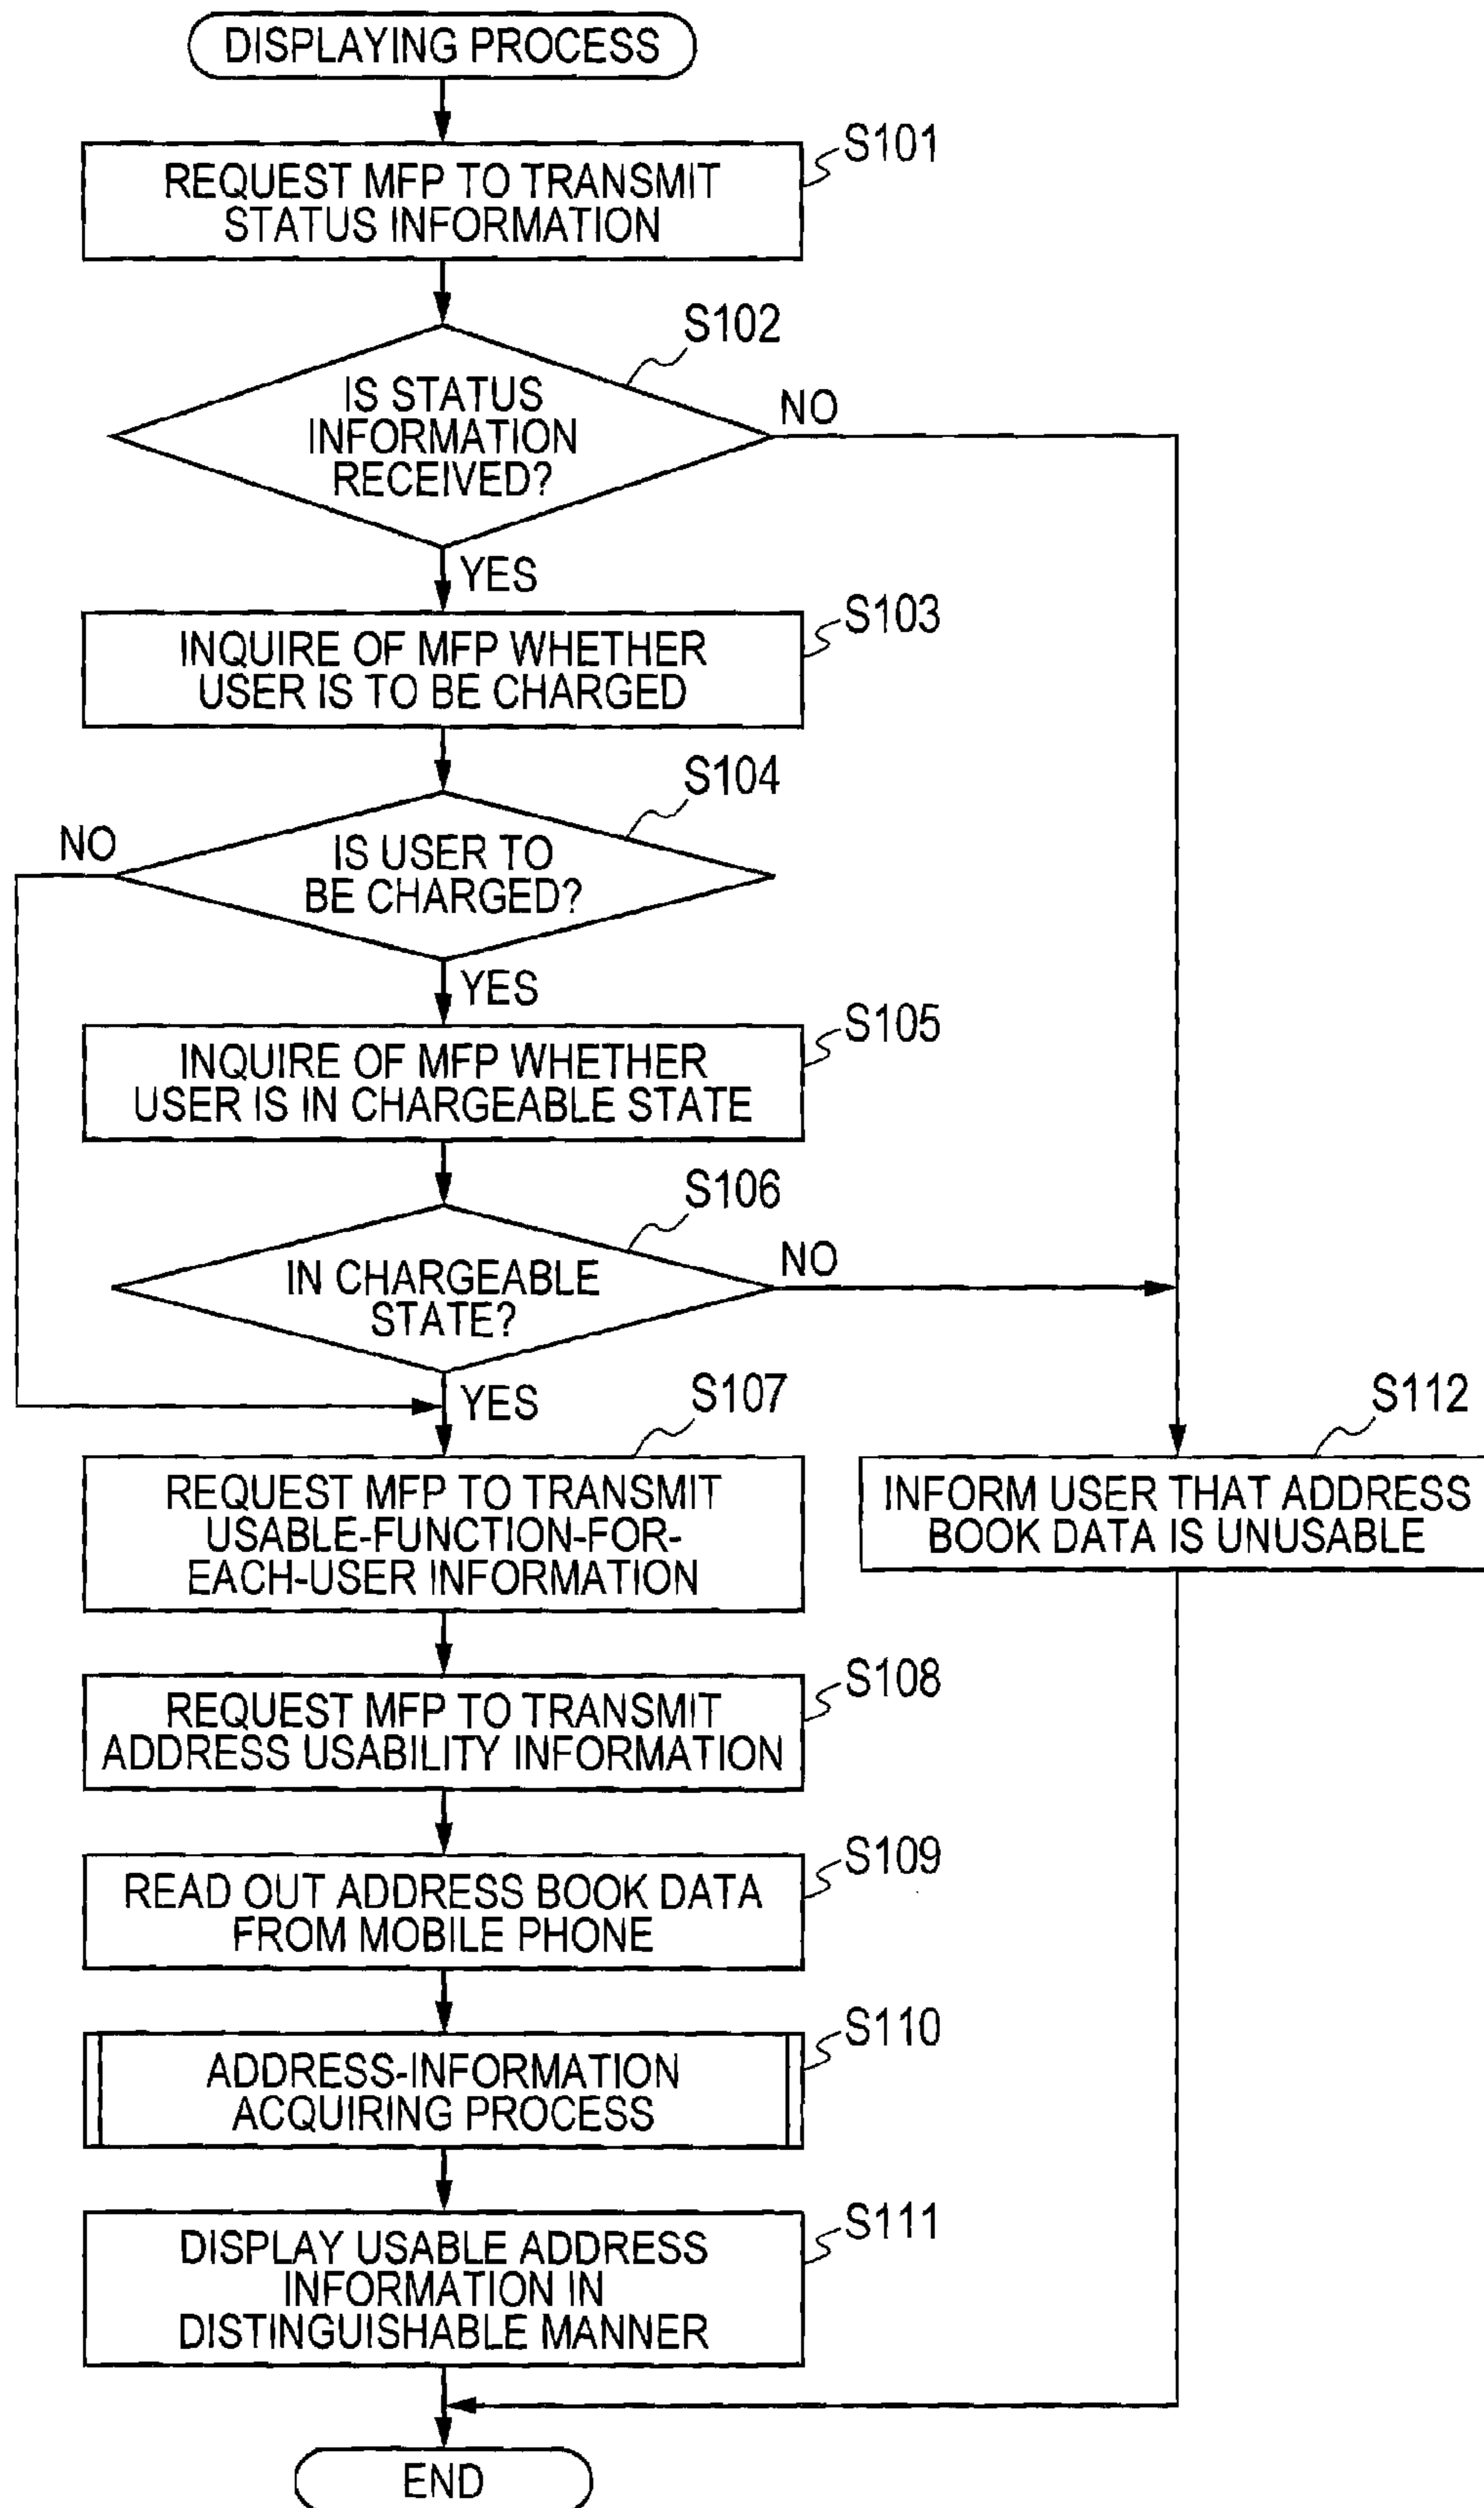 DISPLAYING PROCESS
S101
REQUEST MFP TO TRANSMIT
STATUS INFORMATION
S102
IS STATUS
INFORMATION
RECEIVED?
NO
YES
S103
INQUIRE OF MFP WHETHER
USER IS TO BE CHARGED
S104
NO
IS USER TO
BE CHARGED?
YES
S105
INQUIRE OF MFP WHETHER
USER IS IN CHARGEABLE STATE
S106
IN CHARGEABLE
STATE?
NO
YES
S107
REQUEST MFP TO TRANSMIT
USABLE-FUNCTION-FOR-
EACH-USER INFORMATION
S112
INFORM USER THAT ADDRESS
BOOK DATA IS UNUSABLE
S108
REQUEST MFP TO TRANSMIT
ADDRESS USABILITY INFORMATION
S109
READ OUT ADDRESS BOOK DATA
FROM MOBILE PHONE
S110
ADDRESS-INFORMATION
ACQUIRING PROCESS
S111
DISPLAY USABLE ADDRESS
INFORMATION IN
DISTINGUISHABLE MANNER
END